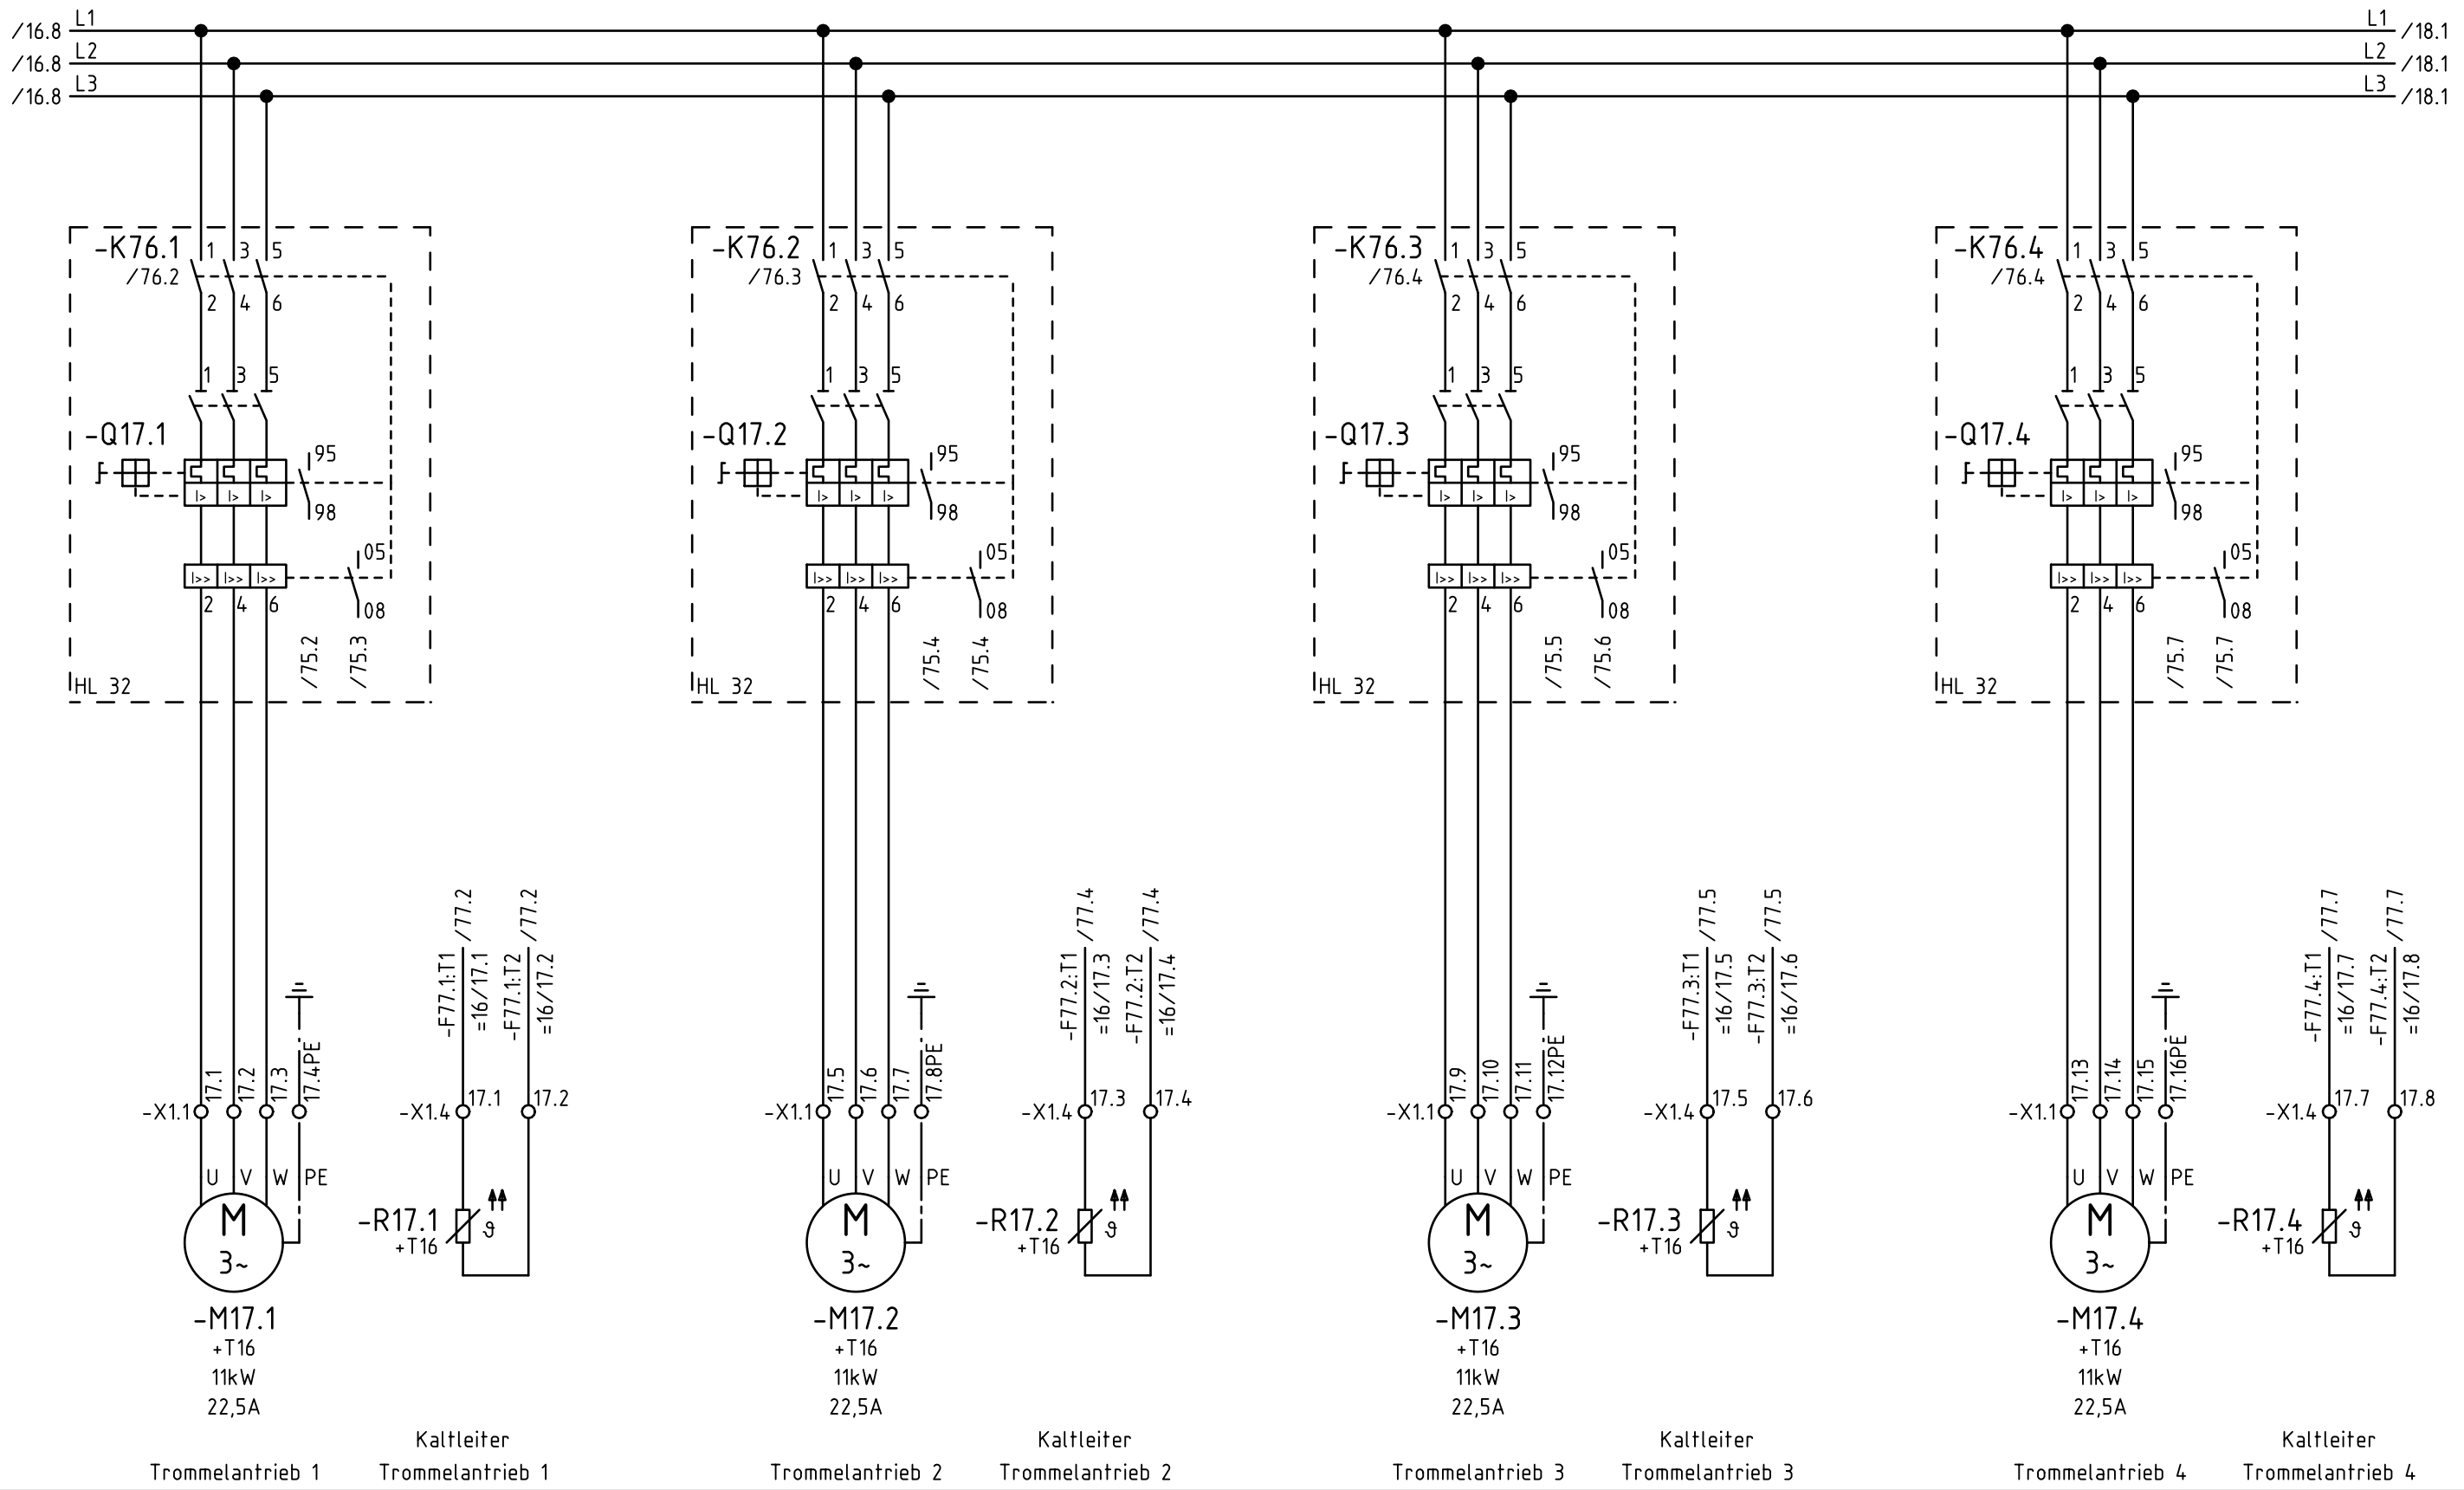 L1 L1
/16.8 /18.1
L2 L2
/16.8 /18.1
L3 L3
/16.8 /18.1
-K76.1 1 3 5
/76.2
2 4 6
1 3 5
-Q17.1
95
I> I> I>
98
05
I>> I>> I>>
2 4 6 08
/75.2 /75.3
HL 32
-K76.2 1 3 5
/76.3
2 4 6
1 3 5
-Q17.2
95
I> I> I>
98
05
I>> I>> I>>
2 4 6 08
/75.4 /75.4
HL 32
-K76.3 1 3 5
/76.4
2 4 6
1 3 5
-Q17.3
95
I> I> I>
98
05
I>> I>> I>>
2 4 6 08
/75.5 /75.6
HL 32
-K76.4 1 3 5
/76.4
2 4 6
1 3 5
-Q17.4
95
I> I> I>
98
05
I>> I>> I>>
2 4 6 08
/75.7 /75.7
HL 32
-X1.1 17.1 17.2 17.3 17.4PE
U V W PE
M
3~
-M17.1
+T16
11kW
22,5A
Trommelantrieb 1
-F77.1:T1 /77.2
=16/17.1
-F77.1:T2 /77.2
=16/17.2
-X1.4 17.1 17.2
-R17.1 ϑ
+T16
Kaltleiter
Trommelantrieb 1
-X1.1 17.5 17.6 17.7 17.8PE
U V W PE
M
3~
-M17.2
+T16
11kW
22,5A
Trommelantrieb 2
-F77.2:T1 /77.4
=16/17.3
-F77.2:T2 /77.4
=16/17.4
-X1.4 17.3 17.4
-R17.2 ϑ
+T16
Kaltleiter
Trommelantrieb 2
-X1.1 17.9 17.10 17.11 17.12PE
U V W PE
M
3~
-M17.3
+T16
11kW
22,5A
Trommelantrieb 3
-F77.3:T1 /77.5
=16/17.5
-F77.3:T2 /77.5
=16/17.6
-X1.4 17.5 17.6
-R17.3 ϑ
+T16
Kaltleiter
Trommelantrieb 3
-X1.1 17.13 17.14 17.15 17.16PE
U V W PE
M
3~
-M17.4
+T16
11kW
22,5A
Trommelantrieb 4
-F77.4:T1 /77.7
=16/17.7
-F77.4:T2 /77.7
=16/17.8
-X1.4 17.7 17.8
-R17.4 ϑ
+T16
Kaltleiter
Trommelantrieb 4